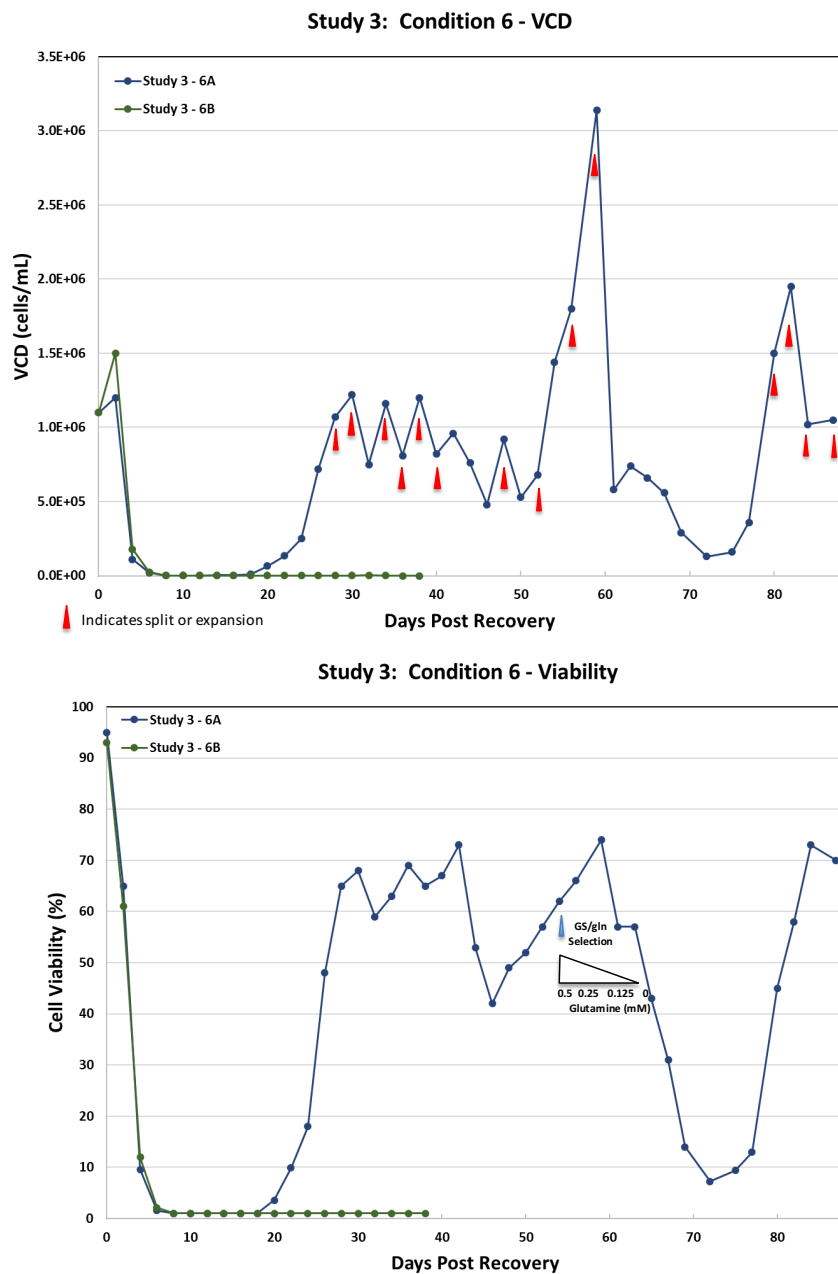 Study 3:  Condition 6 - VCD
3.5E+06
3.0E+06
2.5E+06
2.0E+06
1.5E+06
1.0E+06
5.0E+05
0.0E+00
VCD (cells/mL)
Study 3 - 6A
Study 3 - 6B
0 10 20 30 40 50 60 70 80
Days Post Recovery
Indicates split or expansion
Study 3:  Condition 6 - Viability
100
90
80
70
60
50
40
30
20
10
0
Cell Viability (%)
Study 3 - 6A
Study 3 - 6B
GS/gln
Selection
0.5 0.25 0.125 0
Glutamine (mM)
0 10 20 30 40 50 60 70 80
Days Post Recovery